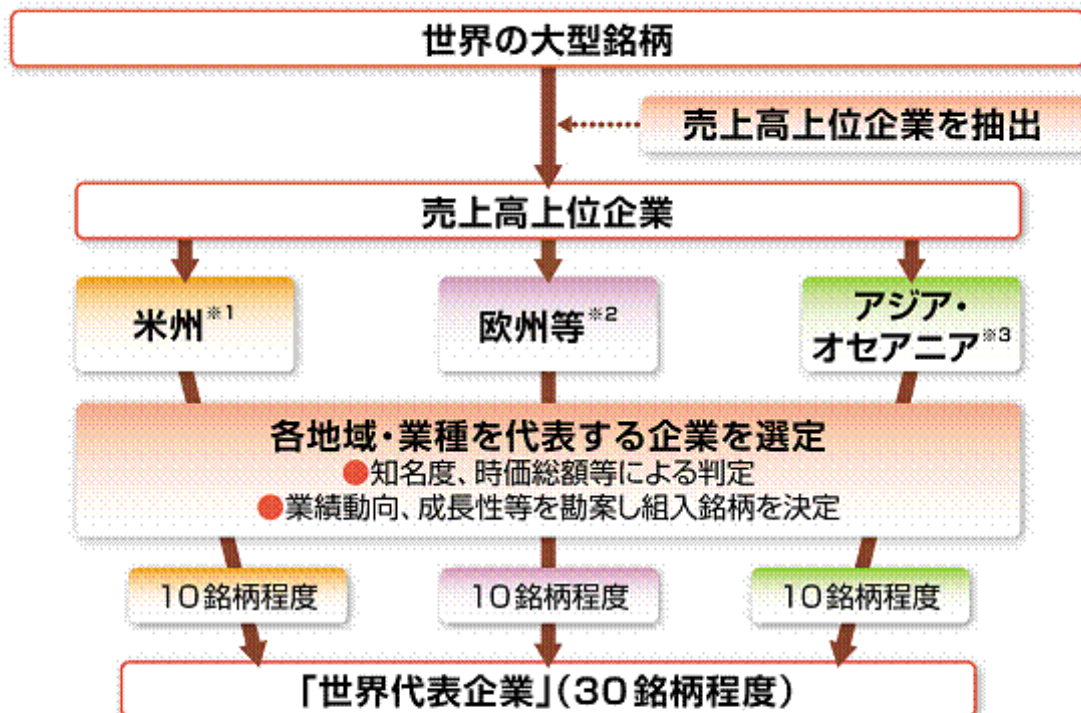 世界の大型銘柄
売上高上位企業を抽出
売上高上位企業
米州※1
欧州等※2
アジア・
オセアニア※3
各地域・業種を代表する企業を選定
●知名度、時価総額等による判定
●業績動向、成長性等を勘案し組入銘柄を決定
10銘柄程度
10銘柄程度
10銘柄程度
「世界代表企業」(30銘柄程度)